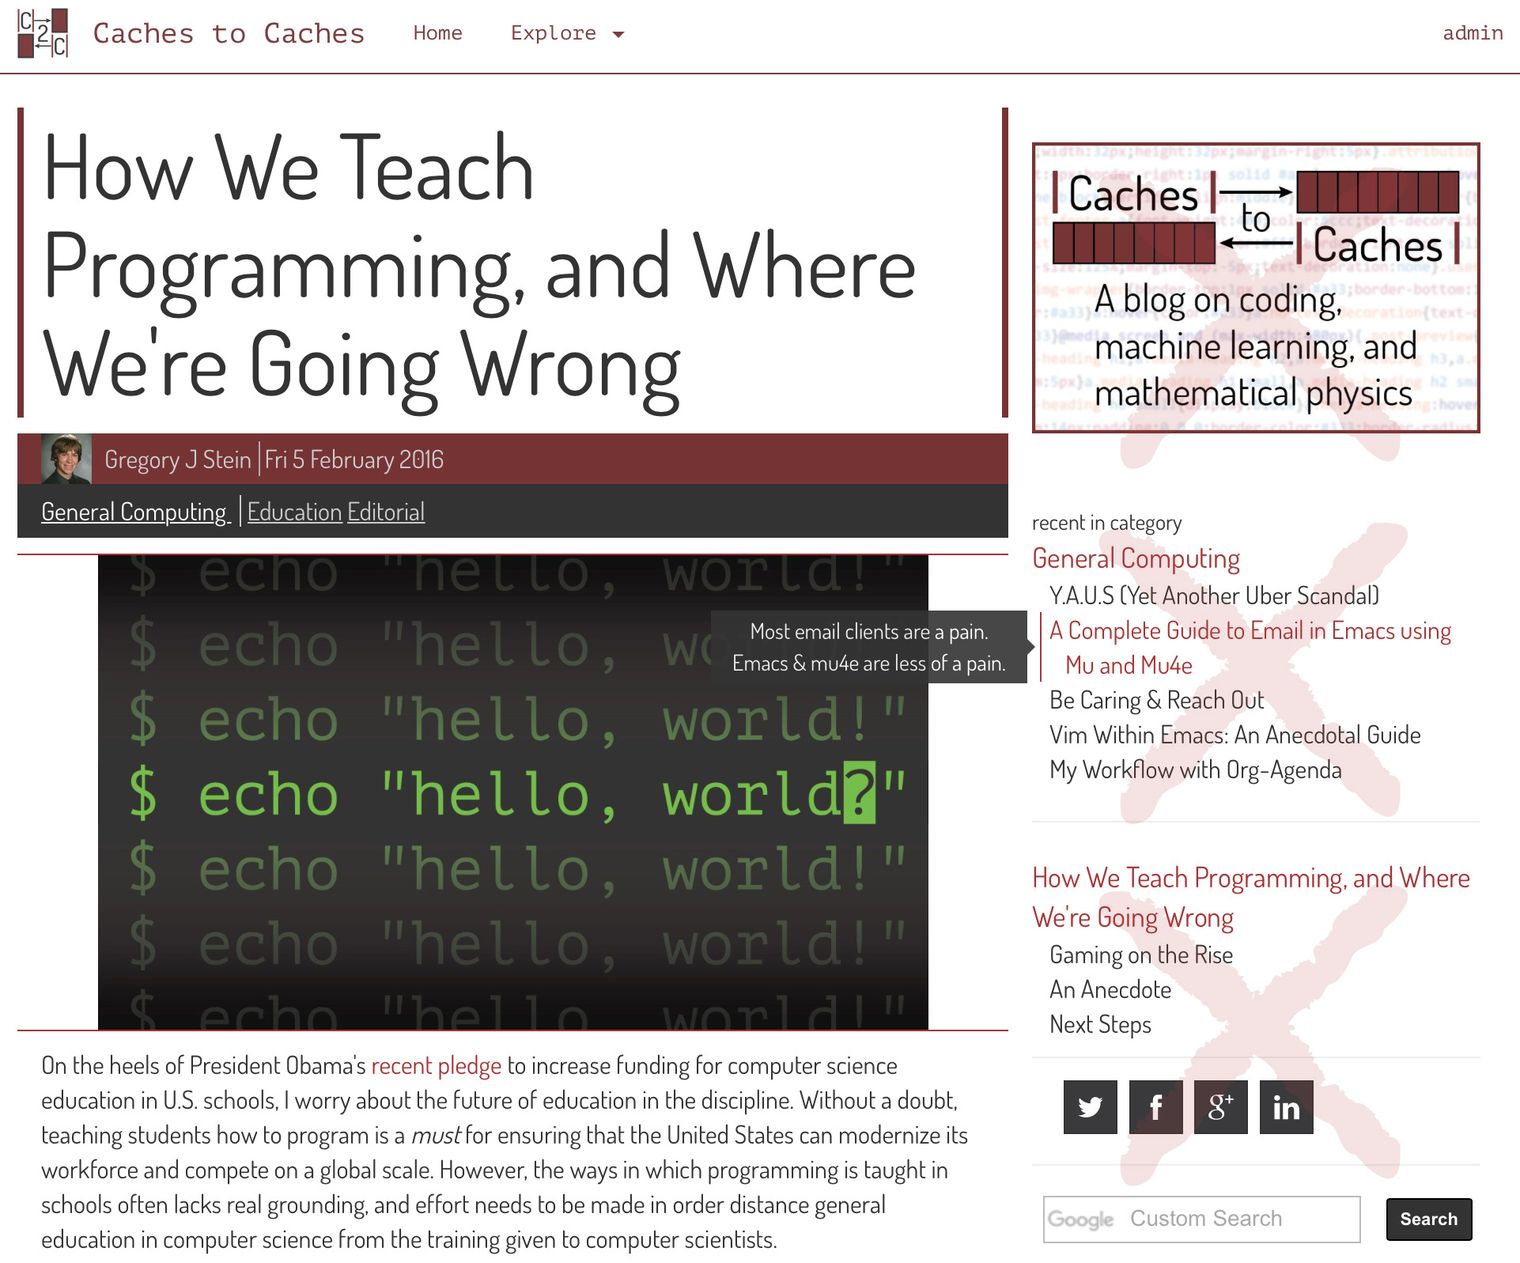 C 2 C
Caches to Caches
Home
Explore
admin
How We Teach
Programming, and Where
We're Going Wrong
Gregory J Stein
Fri 5 February 2016
General Computing
Education Editorial
$ echo "hello, world!"
$ echo "hello, wo
$ echo "hello, world!"
$ echo "hello, world?"
$ echo "hello, world!"
$ echo "hello, world!"
$ echo "hello, world!"
Most email clients are a pain.
Emacs & mu4e are less of a pain.
On the heels of President Obama's recent pledge to increase funding for computer science
education in U.S. schools, I worry about the future of education in the discipline. Without a doubt,
teaching students how to program is a must for ensuring that the United States can modernize its
workforce and compete on a global scale. However, the ways in which programming is taught in
schools often lacks real grounding, and effort needs to be made in order distance general
education in computer science from the training given to computer scientists.
Caches
to
Caches
A blog on coding,
machine learning, and
mathematical physics
recent in category
General Computing
Y.A.U.S (Yet Another Uber Scandal)
A Complete Guide to Email in Emacs using
Mu and Mu4e
Be Caring & Reach Out
Vim Within Emacs: An Anecdotal Guide
My Workflow with Org-Agenda
How We Teach Programming, and Where
We're Going Wrong
Gaming on the Rise
An Anecdote
Next Steps
f g+ in
Google Custom Search
Search